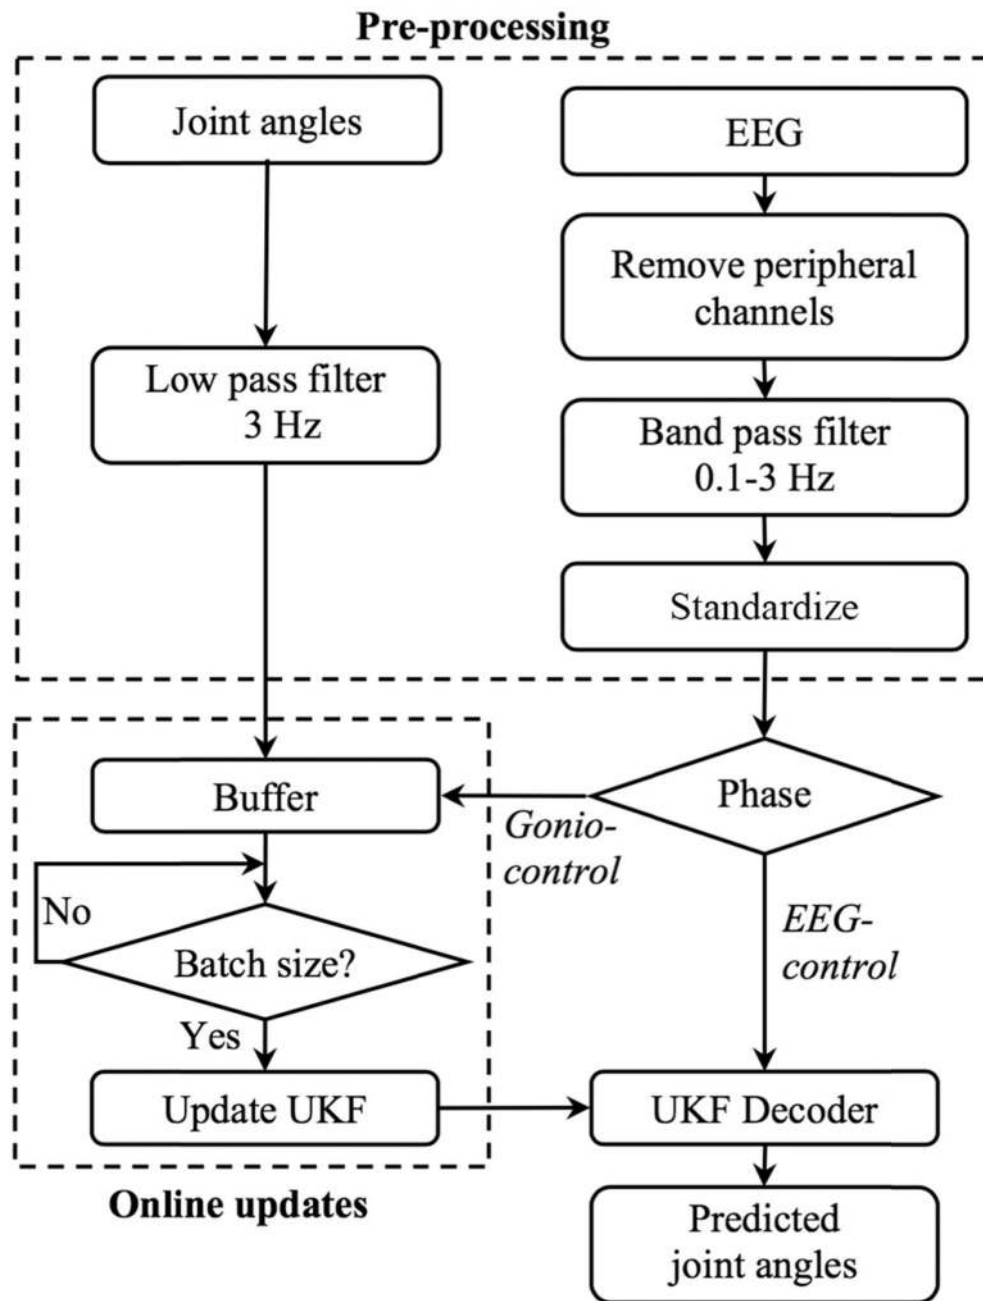 Pre-processing
Joint angles
EEG
Remove peripheral
channels
Low pass filter
3 Hz
Band pass filter
0.1-3 Hz
Standardize
Buffer
Phase
Gonio-
control
No
EEG-
control
Batch size?
Yes
Update UKF
UKF Decoder
Online updates
Predicted
joint angles